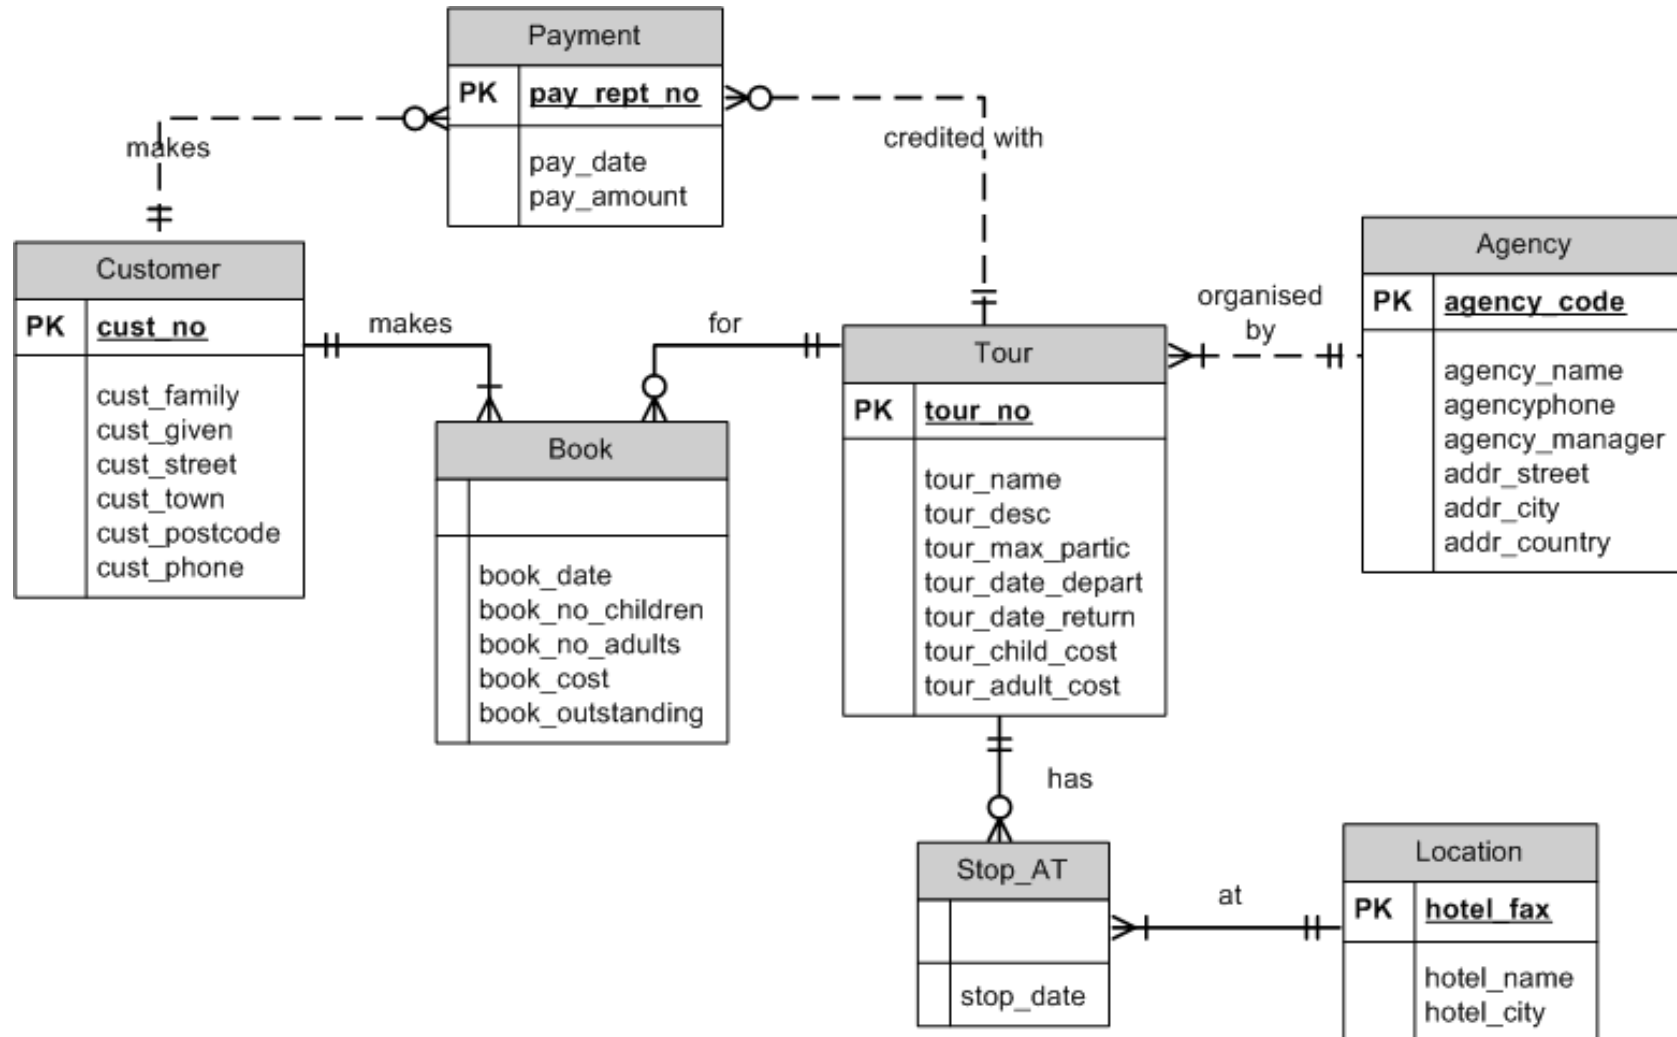 Payment
PK pay_rept_no
pay_date
pay_amount
makes
credited with
Customer
PK cust_no
cust_family
cust_given
cust_street
cust_town
cust_postcode
cust_phone
makes
for
Book
book_date
book_no_children
book_no_adults
book_cost
book_outstanding
Tour
PK tour_no
tour_name
tour_desc
tour_max_partic
tour_date_depart
tour_date_return
tour_child_cost
tour_adult_cost
organised
by
Agency
PK agency_code
agency_name
agencyphone
agency_manager
addr_street
addr_city
addr_country
has
Stop_AT
stop_date
at
Location
PK hotel_fax
hotel_name
hotel_city